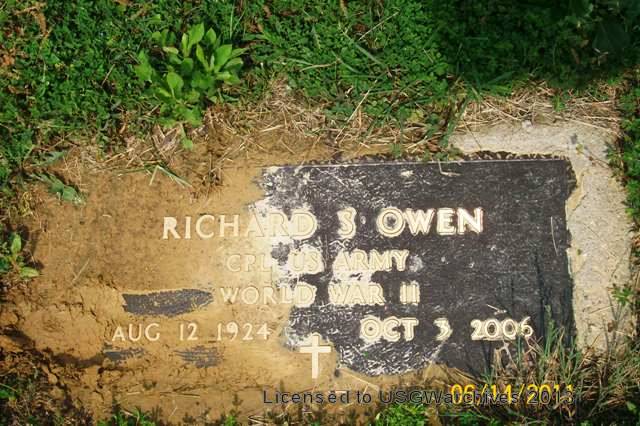 RICHARD S OWEN
CPL US ARMY
WORLD WAR II
AUG 12 1924 OCT 3 2006
06/14/2011
Licensed to USGWarchives 2013